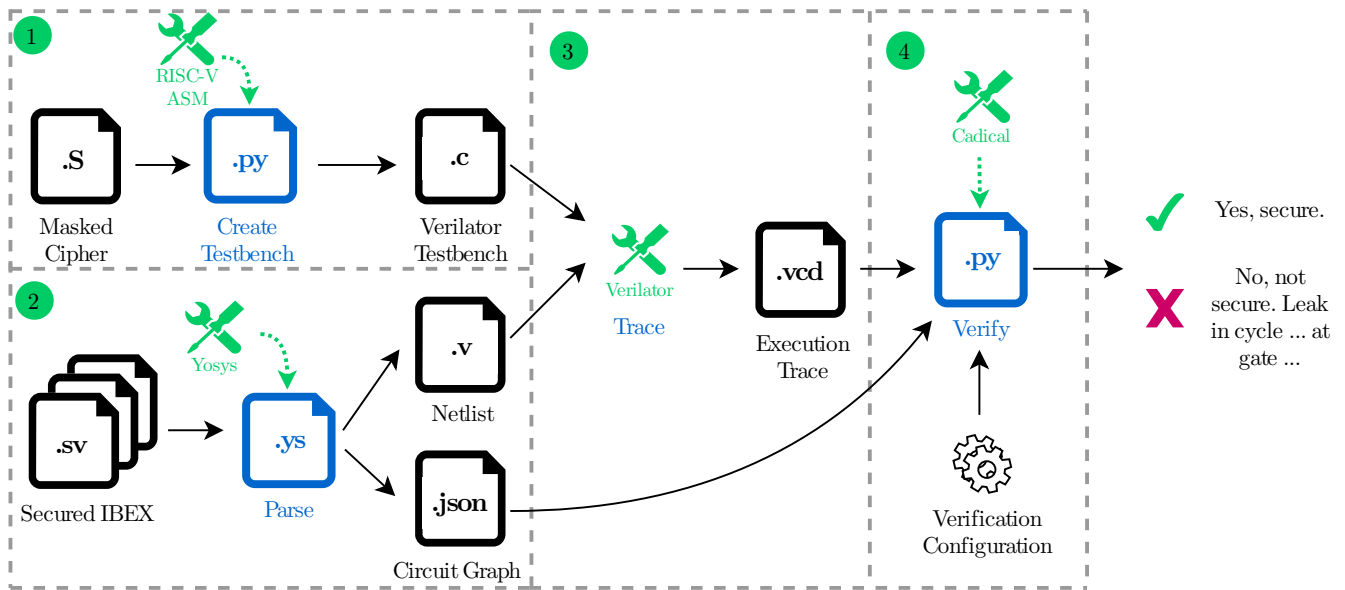 1
RISC-V
ASM
.S
Masked
Cipher
.py
Create
Testbench
.c
Verilator
Testbench
2
Yosys
.sv
Secured IBEX
.ys
Parse
.v
Netlist
.json
Circuit Graph
3
Verilator
Trace
.vcd
Execution
Trace
4
Cadical
.py
Verify
Verification
Configuration
Yes, secure.
No, not
secure. Leak
in cycle ... at
gate ...